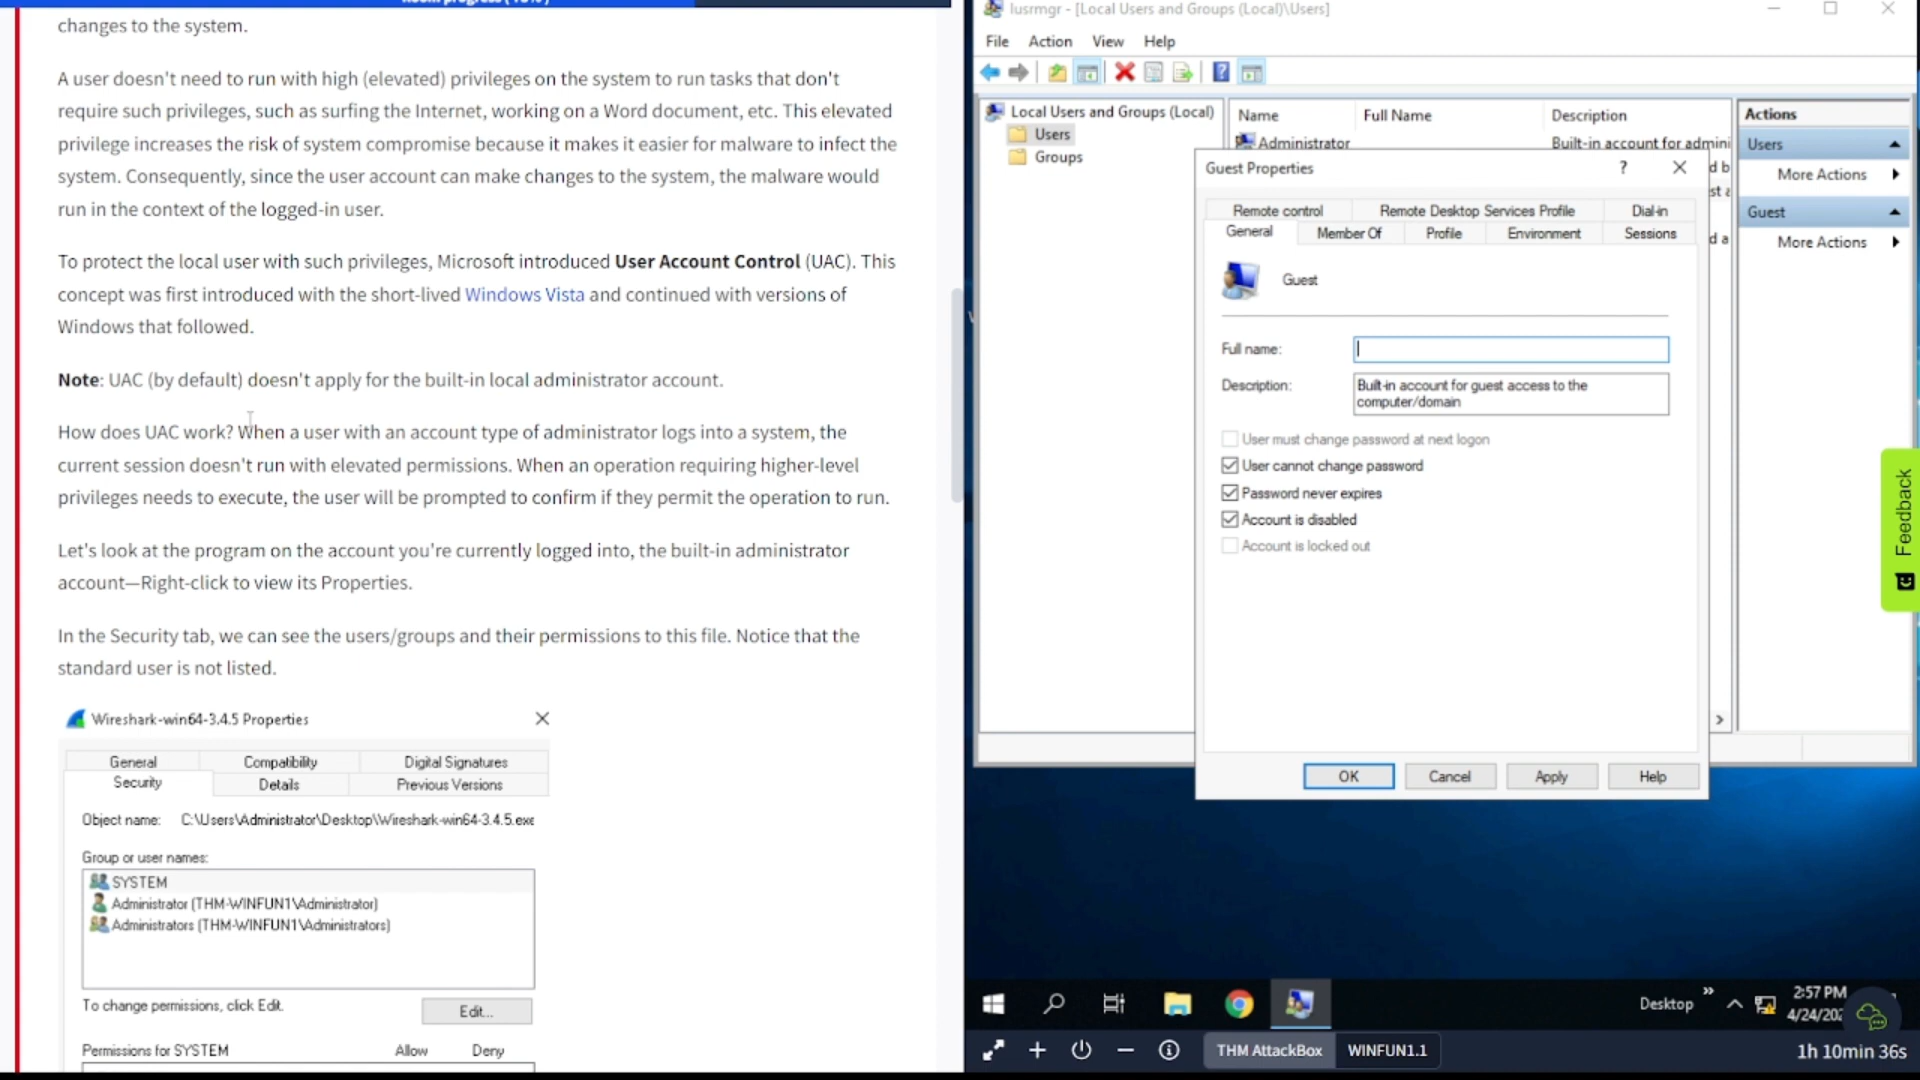 changes to the system.
A user doesn't need to run with high (elevated) privileges on the system to run tasks that don't
require such privileges, such as surfing the Internet, working on a Word document, etc. This elevated
privilege increases the risk of system compromise because it makes it easier for malware to infect the
system. Consequently, since the user account can make changes to the system, the malware would
run in the context of the logged-in user.
To protect the local user with such privileges, Microsoft introduced User Account Control (UAC). This
concept was first introduced with the short-lived Windows Vista and continued with versions of
Windows that followed.
Note: UAC (by default) doesn't apply for the built-in local administrator account.
How does UAC work? When a user with an account type of administrator logs into a system, the
current session doesn't run with elevated permissions. When an operation requiring higher-level
privileges needs to execute, the user will be prompted to confirm if they permit the operation to run.
Let's look at the program on the account you're currently logged into, the built-in administrator
account—Right-click to view its Properties.
In the Security tab, we can see the users/groups and their permissions to this file. Notice that the
standard user is not listed.
Wireshark-win64-3.4.5 Properties
General Compatibility Digital Signatures
Security Details Previous Versions
Object name: C:\Users\Administrator\Desktop\Wireshark-win64-3.4.5.exe
Group or user names:
SYSTEM
Administrator (THM-WINFUN1\Administrator)
Administrators (THM-WINFUN1\Administrators)
To change permissions, click Edit.
Edit...
Permissions for SYSTEM Allow Deny
lusrmgr - [Local Users and Groups (Local)\Users]
File Action View Help
Local Users and Groups (Local)
Users
Groups
Name Full Name Description
Administrator Built-in account for admini
d b
st a
d a
Actions
Users
More Actions
Guest
More Actions
Guest Properties ?
Remote control Remote Desktop Services Profile Dial-in
General Member Of Profile Environment Sessions
Guest
Full name:
Description: Built-in account for guest access to the
computer/domain
User must change password at next logon
User cannot change password
Password never expires
Account is disabled
Account is locked out
OK Cancel Apply Help
Feedback
Desktop
2:57 PM
4/24/202
THM AttackBox WINFUN1.1 1h 10min 36s